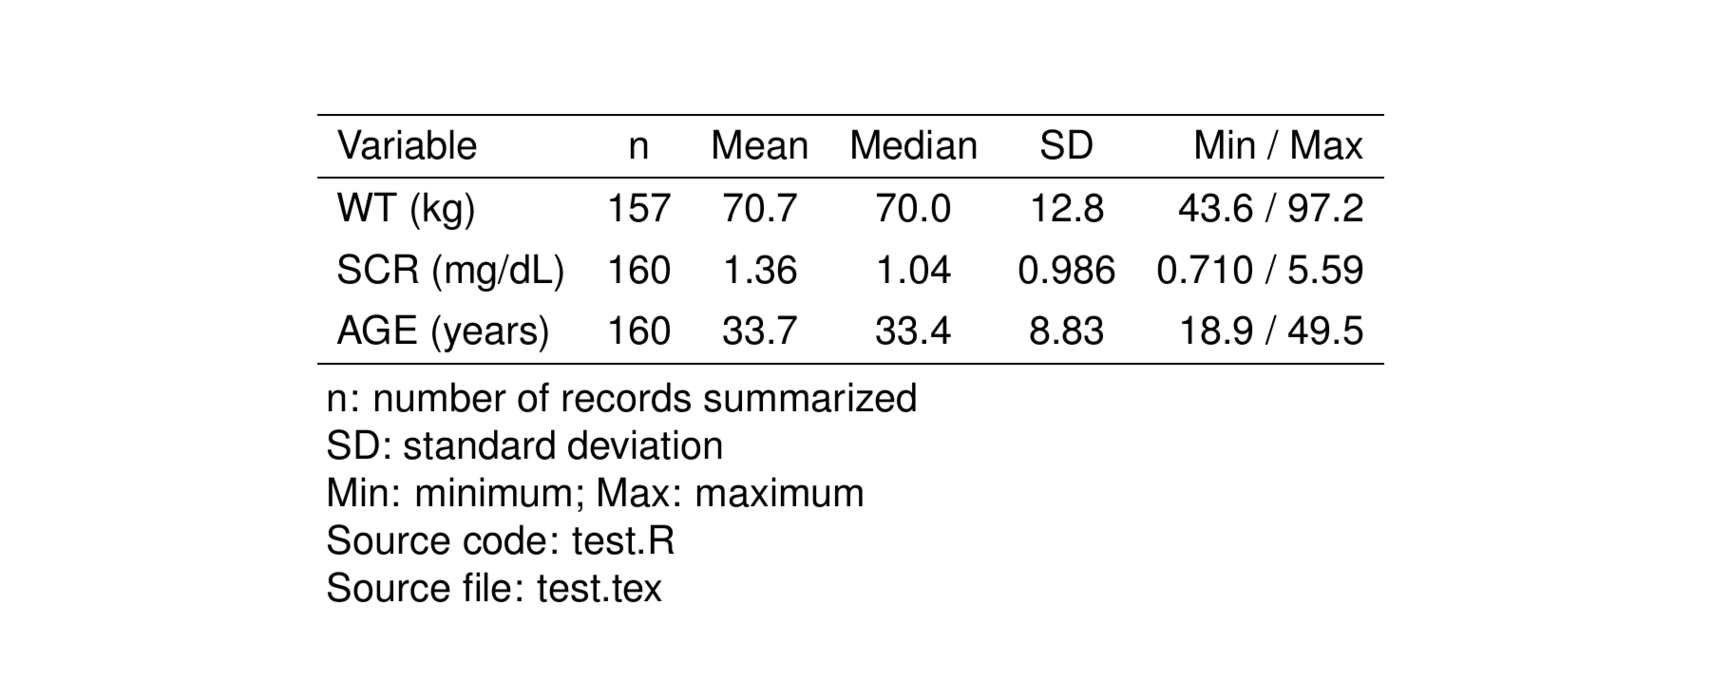 Variable n Mean Median SD Min / Max
WT (kg) 157 70.7 70.0 12.8 43.6 / 97.2
SCR (mg/dL) 160 1.36 1.04 0.986 0.710 / 5.59
AGE (years) 160 33.7 33.4 8.83 18.9 / 49.5
n: number of records summarized
SD: standard deviation
Min: minimum; Max: maximum
Source code: test.R
Source file: test.tex